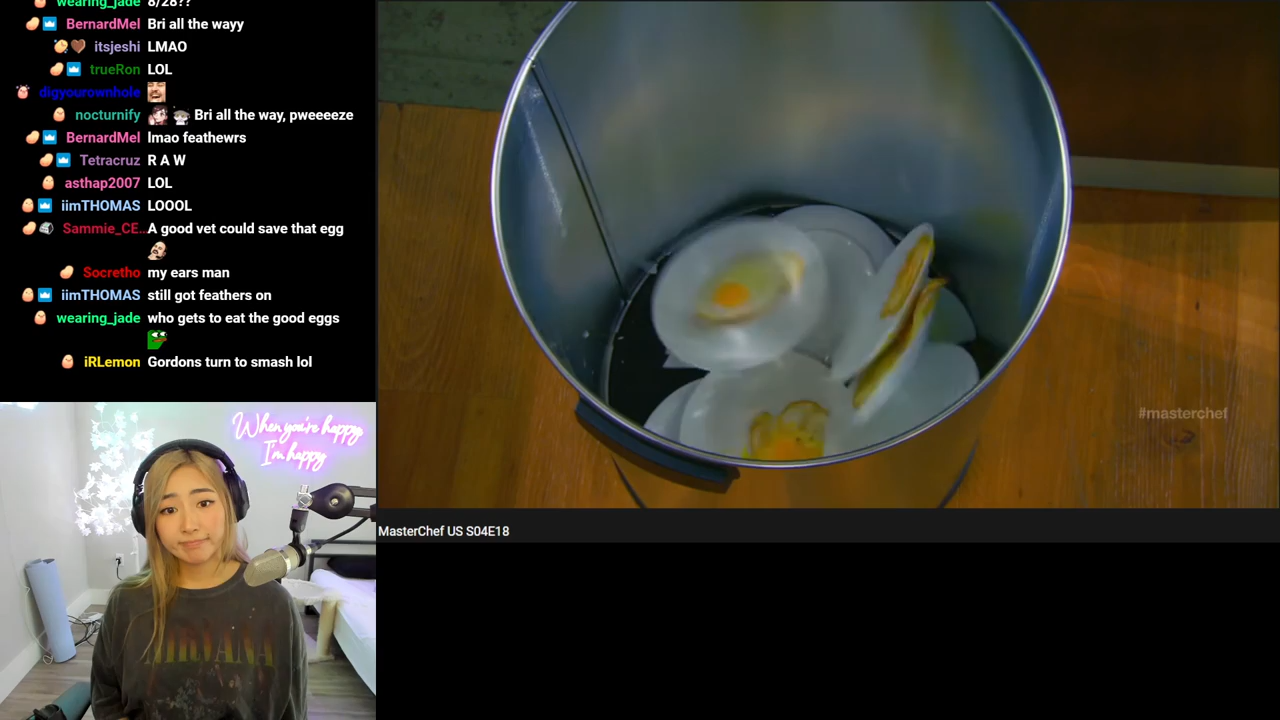 wearing_jade 8/28??
BernardMel Bri all the wayy
itsjeshi LMAO
trueRon LOL
digyourownhole
nocturnify Bri all the way, pweeeeze
BernardMel lmao feathewrs
Tetracruz R A W
asthap2007 LOL
iimTHOMAS LOOOL
Sammie_CE... A good vet could save that egg
Socretho my ears man
iimTHOMAS still got feathers on
wearing_jade who gets to eat the good eggs
iRLemon Gordons turn to smash lol
When you're happy
I'm happy
NIRVANA
#masterchef
MasterChef US S04E18